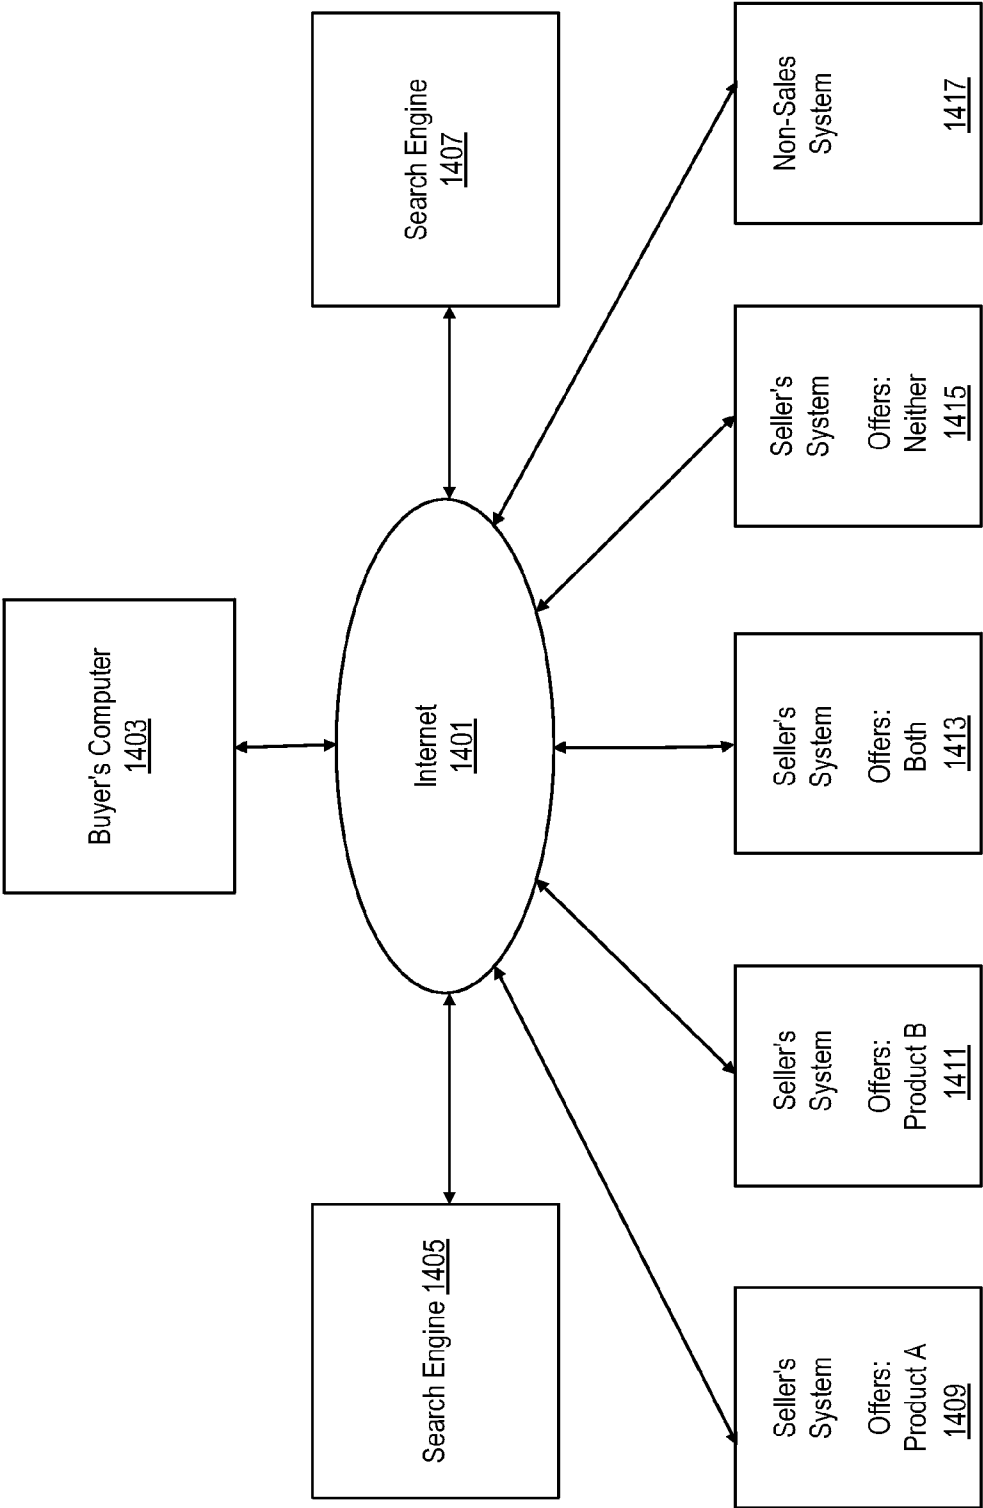 Buyer's Computer
1403
Search Engine 1405
Internet
1401
Search Engine
1407
Seller's
System
Offers:
Product A
1409
Seller's
System
Offers:
Product B
1411
Seller's
System
Offers:
Both
1413
Seller's
System
Offers:
Neither
1415
Non-Sales
System
1417